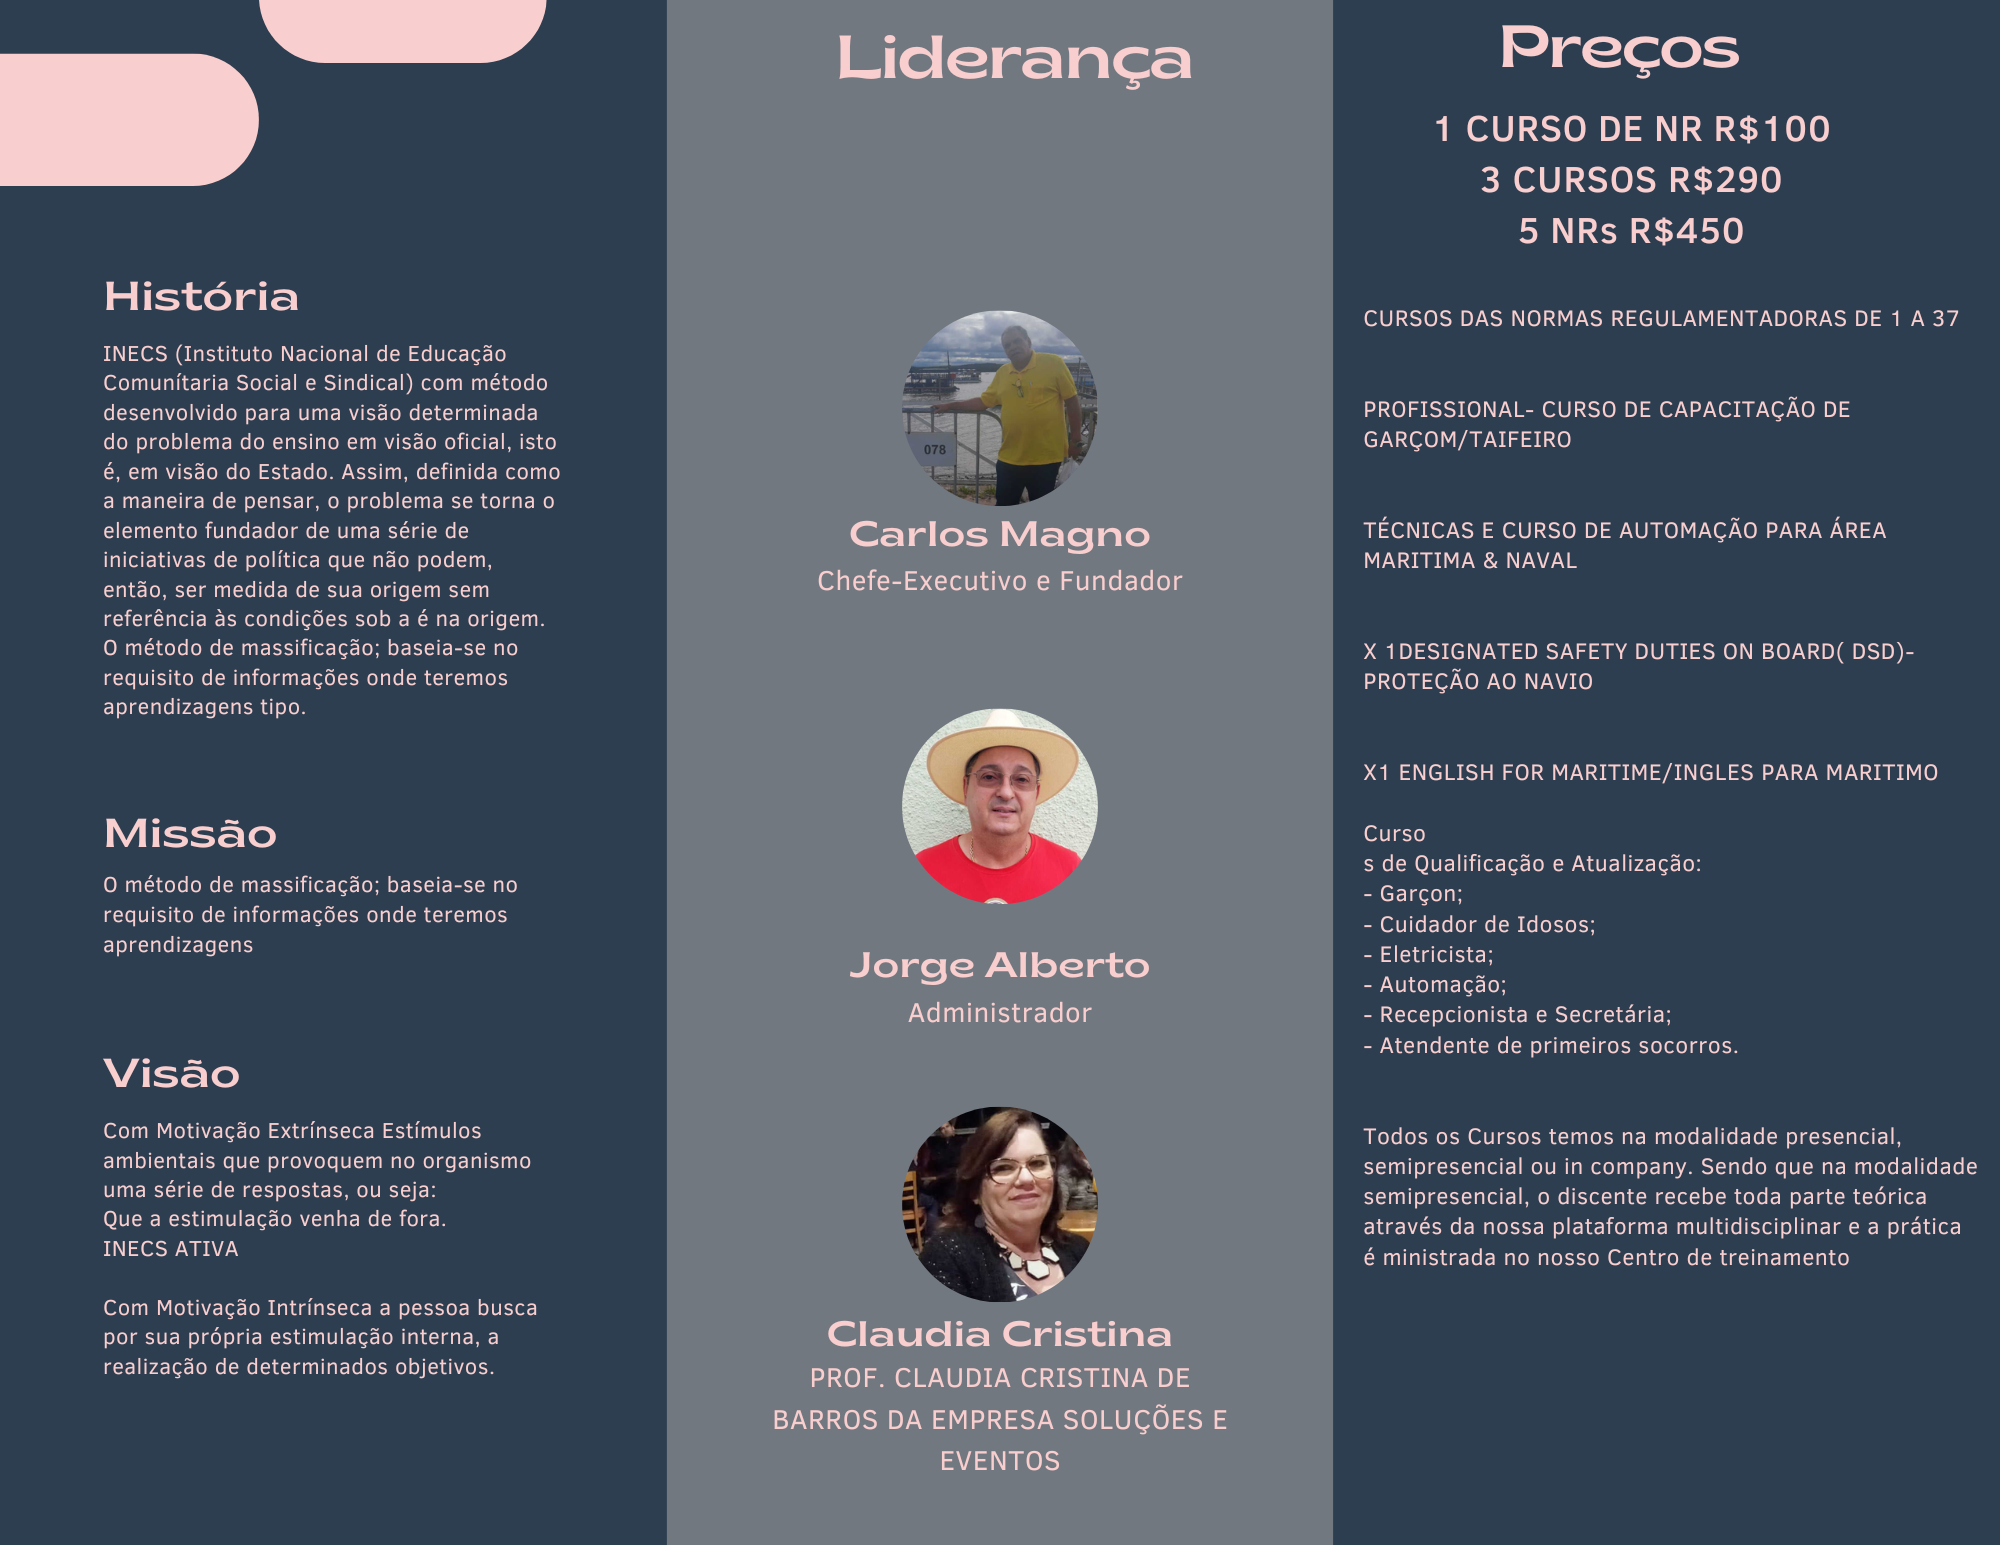 História
INECS (Instituto Nacional de Educação
Comunítaria Social e Sindical) com método
desenvolvido para uma visão determinada
do problema do ensino em visão oficial, isto
é, em visão do Estado. Assim, definida como
a maneira de pensar, o problema se torna o
elemento fundador de uma série de
iniciativas de política que não podem,
então, ser medida de sua origem sem
referência às condições sob a é na origem.
O método de massificação; baseia-se no
requisito de informações onde teremos
aprendizagens tipo.
Missão
O método de massificação; baseia-se no
requisito de informações onde teremos
aprendizagens
Visão
Com Motivação Extrínseca Estímulos
ambientais que provoquem no organismo
uma série de respostas, ou seja:
Que a estimulação venha de fora.
INECS ATIVA
Com Motivação Intrínseca a pessoa busca
por sua própria estimulação interna, a
realização de determinados objetivos.
Liderança
078
Carlos Magno
Chefe-Executivo e Fundador
Jorge Alberto
Administrador
Claudia Cristina
PROF. CLAUDIA CRISTINA DE
BARROS DA EMPRESA SOLUÇÕES E
EVENTOS
Preços
1 CURSO DE NR R$100
3 CURSOS R$290
5 NRs R$450
CURSOS DAS NORMAS REGULAMENTADORAS DE 1 A 37
PROFISSIONAL- CURSO DE CAPACITAÇÃO DE
GARÇOM/TAIFEIRO
TÉCNICAS E CURSO DE AUTOMAÇÃO PARA ÁREA
MARITIMA & NAVAL
X 1DESIGNATED SAFETY DUTIES ON BOARD( DSD)-
PROTEÇÃO AO NAVIO
X1 ENGLISH FOR MARITIME/INGLES PARA MARITIMO
Curso
s de Qualificação e Atualização:
- Garçon;
- Cuidador de Idosos;
- Eletricista;
- Automação;
- Recepcionista e Secretária;
- Atendente de primeiros socorros.
Todos os Cursos temos na modalidade presencial,
semipresencial ou in company. Sendo que na modalidade
semipresencial, o discente recebe toda parte teórica
através da nossa plataforma multidisciplinar e a prática
é ministrada no nosso Centro de treinamento